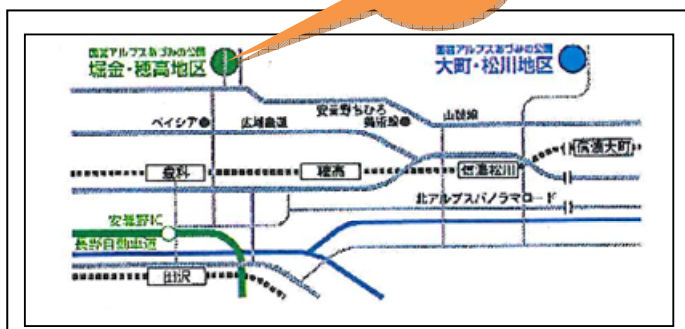 国営アルプスあづみの公園
堀金・穂高地区
国営アルプスあづみの公園
大町・松川地区
ベイシア
広域農道
安曇野ちひろ
美術館
山麓線
豊科
穂高
信濃松川
信濃大町
北アルプスパノラマロード
安曇野IC
長野自動車道
田沢